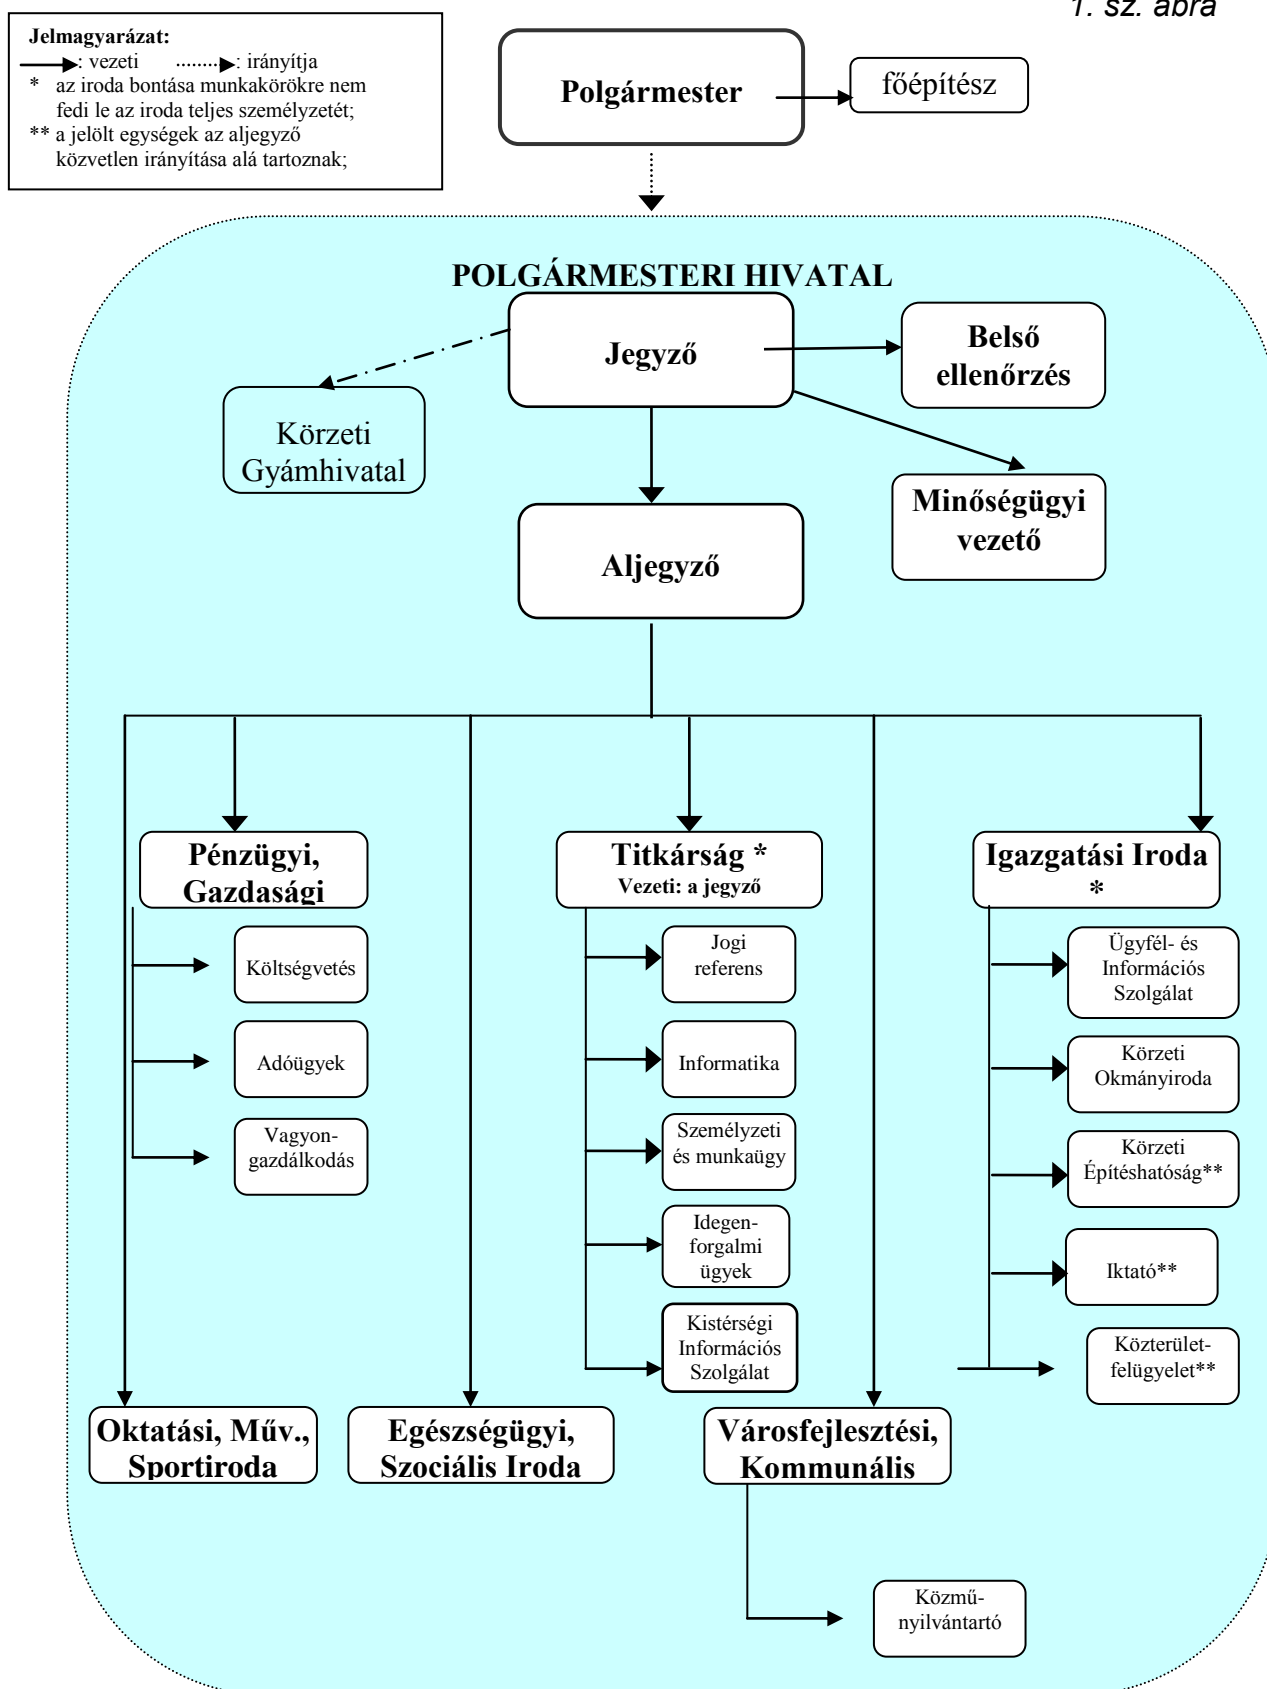 1. sz. ábra
Jelmagyarázat:
: vezeti : irányítja
* az iroda bontása munkakörökre nem
fedi le az iroda teljes személyzetét;
** a jelölt egységek az aljegyző
közvetlen irányítása alá tartoznak;
Polgármester
főépítész
POLGÁRMESTERI HIVATAL
Jegyző
Belső
ellenőrzés
Körzeti
Gyámhivatal
Minőségügyi
vezető
Aljegyző
Pénzügyi,
Gazdasági
Titkárság *
Vezeti: a jegyző
Igazgatási Iroda
*
Költségvetés
Adóügyek
Vagyon-
gazdálkodás
Jogi
referens
Informatika
Személyzeti
és munkaügy
Idegen-
forgalmi
ügyek
Kistérségi
Információs
Szolgálat
Ügyfél- és
Információs
Szolgálat
Körzeti
Okmányiroda
Körzeti
Építéshatóság**
Iktató**
Közterület-
felügyelet**
Oktatási, Műv.,
Sportiroda
Egészségügyi,
Szociális Iroda
Városfejlesztési,
Kommunális
Közmű-
nyilvántartó